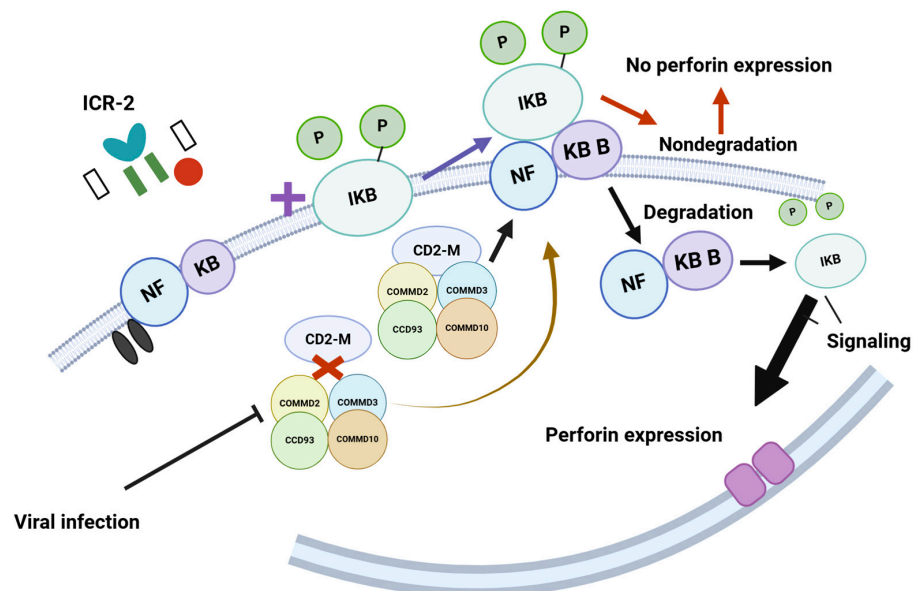 P
P
No perforin expression
ICR-2
IKB
P
P
KB B
Nondegradation
NF
IKB
P
P
Degradation
CD2-M
KB
KB B
IKB
NF
NF
COMMD2
COMMD3
CCD93
COMMD10
CD2-M
Signaling
COMMD2
COMMD3
CCD93
COMMD10
Perforin expression
Viral infection